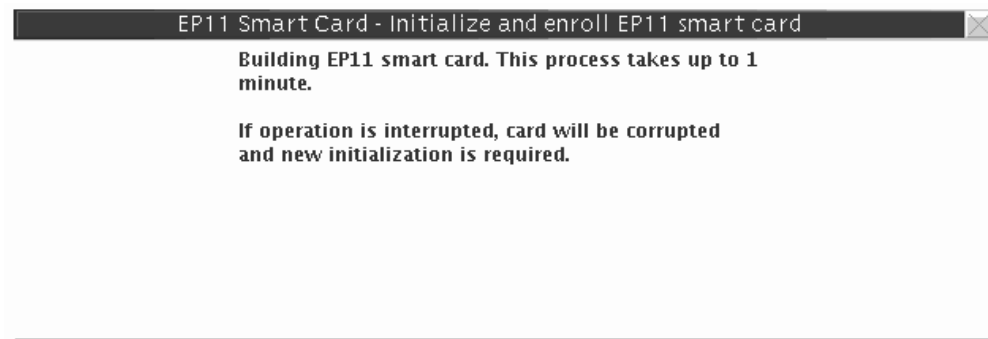 EP11 Smart Card - Initialize and enroll EP11 smart card
Building EP11 smart card. This process takes up to 1
minute.
If operation is interrupted, card will be corrupted
and new initialization is required.